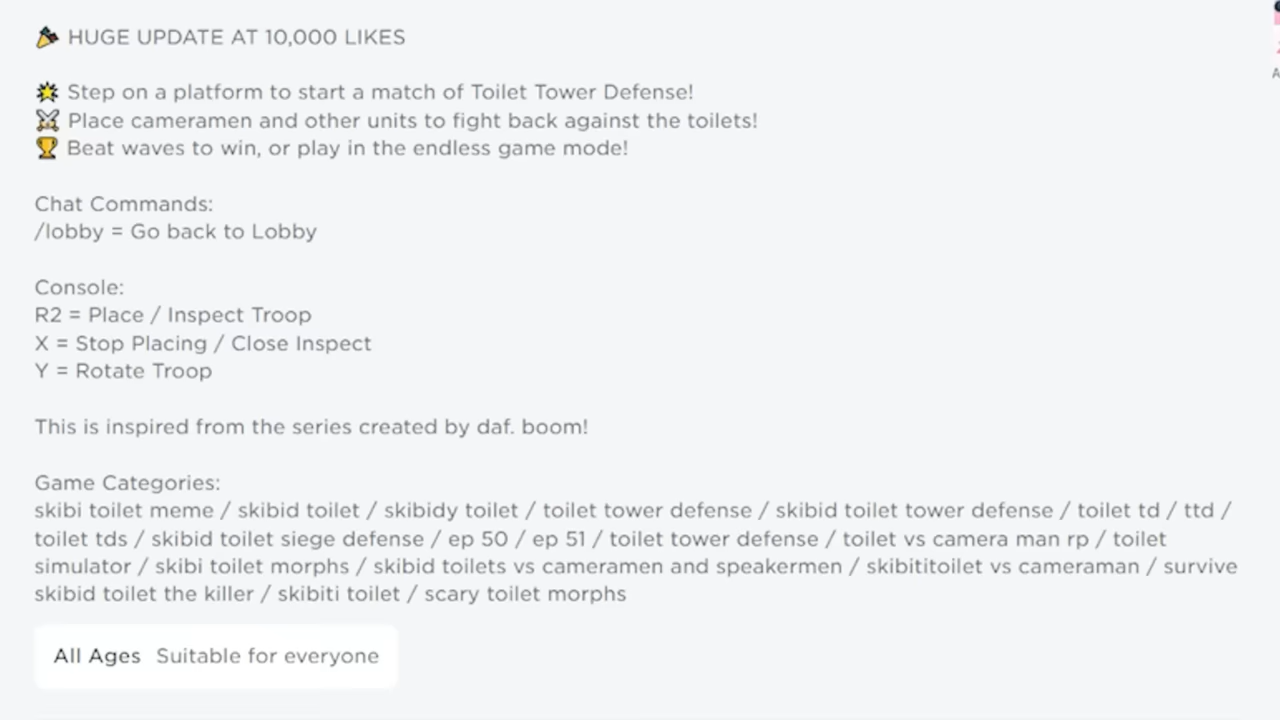 🎉 HUGE UPDATE AT 10,000 LIKES
🌟 Step on a platform to start a match of Toilet Tower Defense!
⚔️ Place cameramen and other units to fight back against the toilets!
🏆 Beat waves to win, or play in the endless game mode!
Chat Commands:
/lobby = Go back to Lobby
Console:
R2 = Place / Inspect Troop
X = Stop Placing / Close Inspect
Y = Rotate Troop
This is inspired from the series created by daf. boom!
Game Categories:
skibi toilet meme / skibid toilet / skibidy toilet / toilet tower defense / skibid toilet tower defense / toilet td / ttd /
toilet tds / skibid toilet siege defense / ep 50 / ep 51 / toilet tower defense / toilet vs camera man rp / toilet
simulator / skibi toilet morphs / skibid toilets vs cameramen and speakermen / skibititoilet vs cameraman / survive
skibid toilet the killer / skibiti toilet / scary toilet morphs
All Ages Suitable for everyone